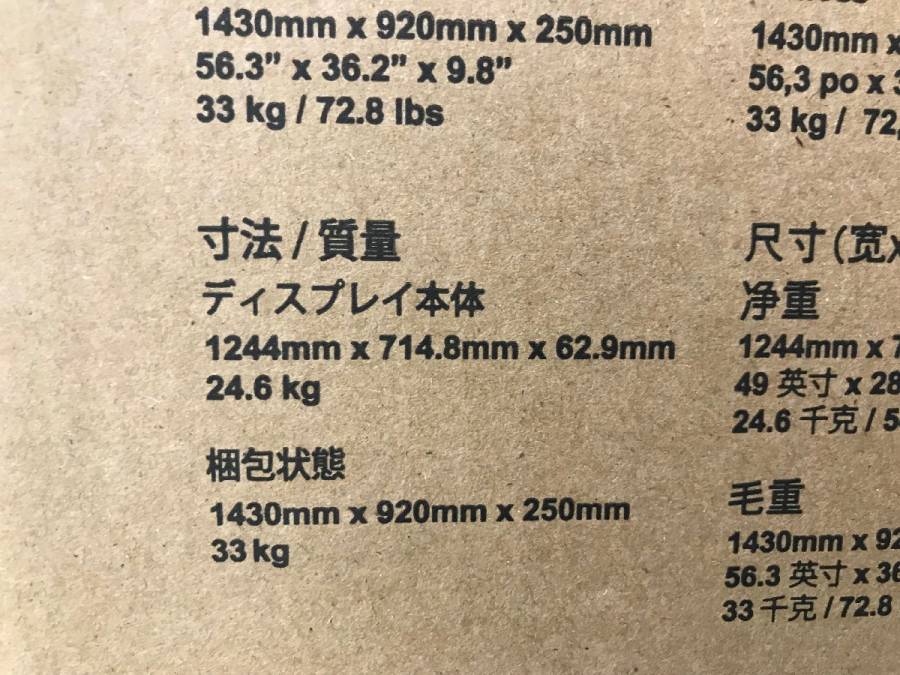 1430mm x 920mm x 250mm
56.3” x 36.2” x 9.8”
33 kg / 72.8 lbs
寸法 / 質量
ディスプレイ本体
1244mm x 714.8mm x 62.9mm
24.6 kg
梱包状態
1430mm x 920mm x 250mm
33 kg
1430mm x
56,3 po x
33 kg / 72,
尺寸 (宽x
净重
1244mm x 7
49 英寸 x 28
24.6 千克 / 5
毛重
1430mm x 92
56.3 英寸 x 36
33 千克 / 72.8